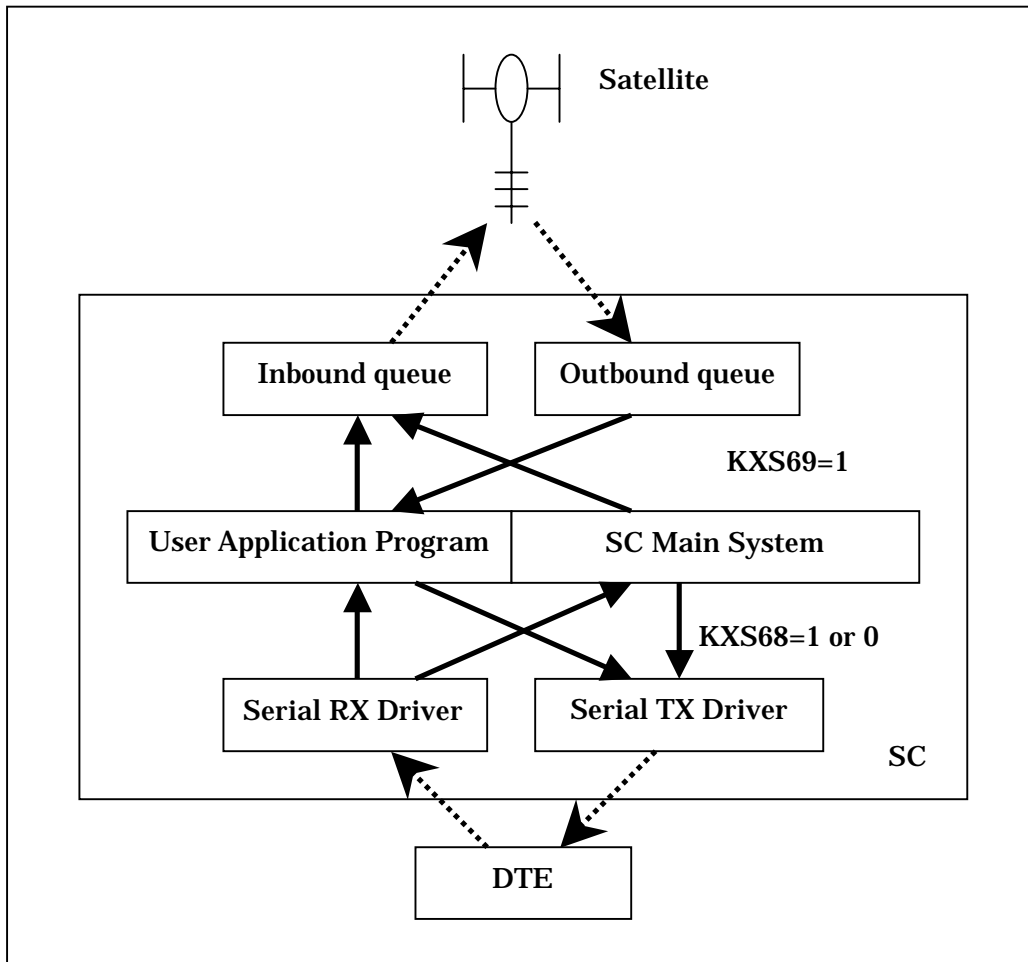 Satellite
Inbound queue
Outbound queue
KXS69=1
User Application Program
SC Main System
KXS68=1 or 0
Serial RX Driver
Serial TX Driver
SC
DTE